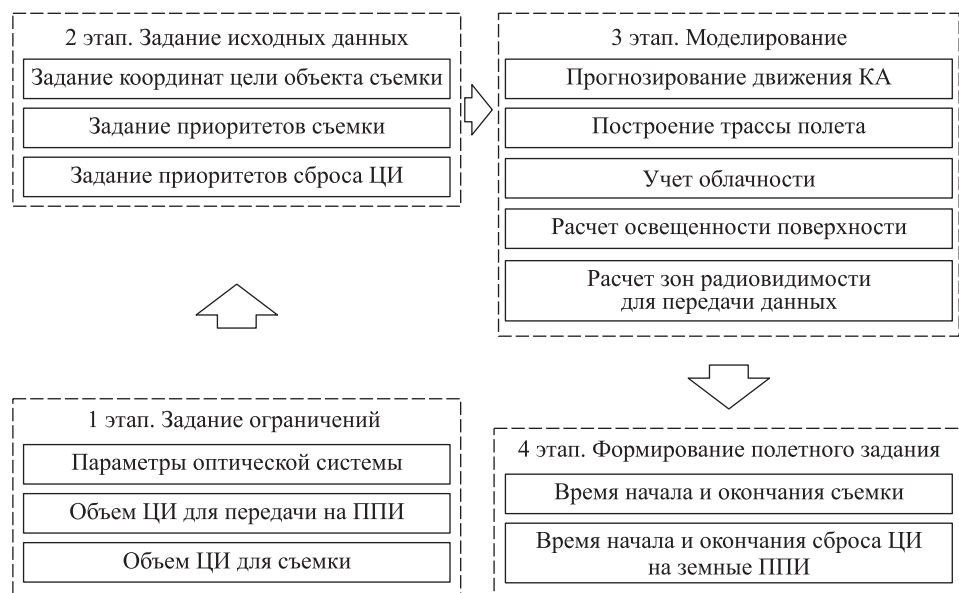 2 этап. Задание исходных данных
Задание координат цели объекта съемки
Задание приоритетов съемки
Задание приоритетов сброса ЦИ
3 этап. Моделирование
Прогнозирование движения КА
Построение трассы полета
Учет облачности
Расчет освещенности поверхности
Расчет зон радиовидимости
для передачи данных
1 этап. Задание ограничений
Параметры оптической системы
Объем ЦИ для передачи на ППИ
Объем ЦИ для съемки
4 этап. Формирование полетного задания
Время начала и окончания съемки
Время начала и окончания сброса ЦИ
на земные ППИ